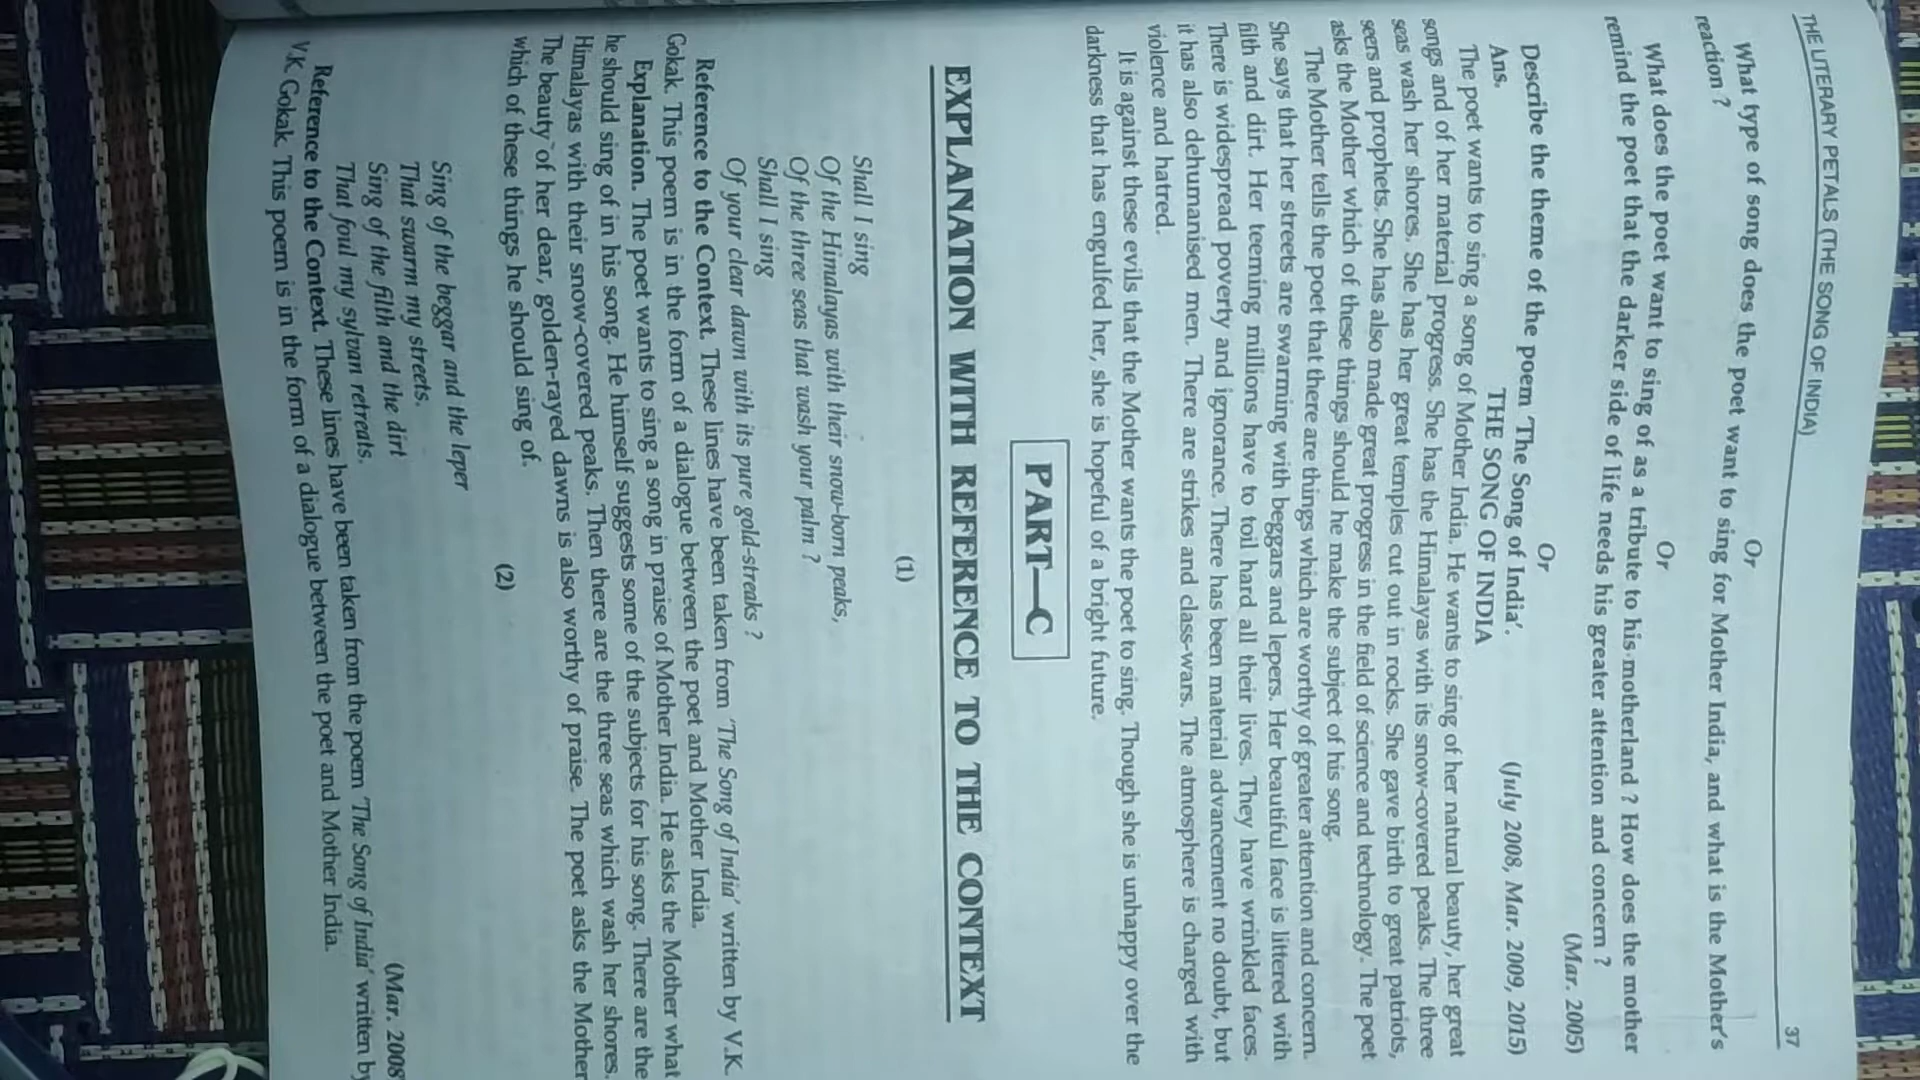 THE LITERARY PETALS (THE SONG OF INDIA) 37
Or
What type of song does the poet want to sing for Mother India, and what is the Mother's
reaction ?
Or
What does the poet want to sing of as a tribute to his motherland ? How does the mother
remind the poet that the darker side of life needs his greater attention and concern ?
(Mar. 2005)
Or
Describe the theme of the poem 'The Song of India'. (July 2008, Mar. 2009, 2015)
Ans. THE SONG OF INDIA
The poet wants to sing a song of Mother India. He wants to sing of her natural beauty, her great
songs and of her material progress. She has the Himalayas with its snow-covered peaks. The three
seas wash her shores. She has her great temples cut out in rocks. She gave birth to great patriots,
seers and prophets. She has also made great progress in the field of science and technology. The poet
asks the Mother which of these things should he make the subject of his song.
The Mother tells the poet that there are things which are worthy of greater attention and concern.
She says that her streets are swarming with beggars and lepers. Her beautiful face is littered with
filth and dirt. Her teeming millions have to toil hard all their lives. They have wrinkled faces.
There is widespread poverty and ignorance. There has been material advancement no doubt, but
it has also dehumanised men. There are strikes and class-wars. The atmosphere is charged with
violence and hatred.
It is against these evils that the Mother wants the poet to sing. Though she is unhappy over the
darkness that has engulfed her, she is hopeful of a bright future.
PART—C
EXPLANATION WITH REFERENCE TO THE CONTEXT
(1)
Shall I sing
Of the Himalayas with their snow-born peaks,
Of the three seas that wash your palm ?
Shall I sing
Of your clear dawn with its pure gold-streaks ?
Reference to the Context. These lines have been taken from 'The Song of India' written by V.K.
Gokak. This poem is in the form of a dialogue between the poet and Mother India.
Explanation. The poet wants to sing a song in praise of Mother India. He asks the Mother what
he should sing of in his song. He himself suggests some of the subjects for his song. There are the
Himalayas with their snow-covered peaks. Then there are the three seas which wash her shores.
The beauty of her dear, golden-rayed dawns is also worthy of praise. The poet asks the Mother
which of these things he should sing of.
(2)
Sing of the beggar and the leper
That swarm my streets.
Sing of the filth and the dirt
That foul my sylvan retreats. (Mar. 2008)
Reference to the Context. These lines have been taken from the poem 'The Song of India' written by
V.K. Gokak. This poem is in the form of a dialogue between the poet and Mother India.